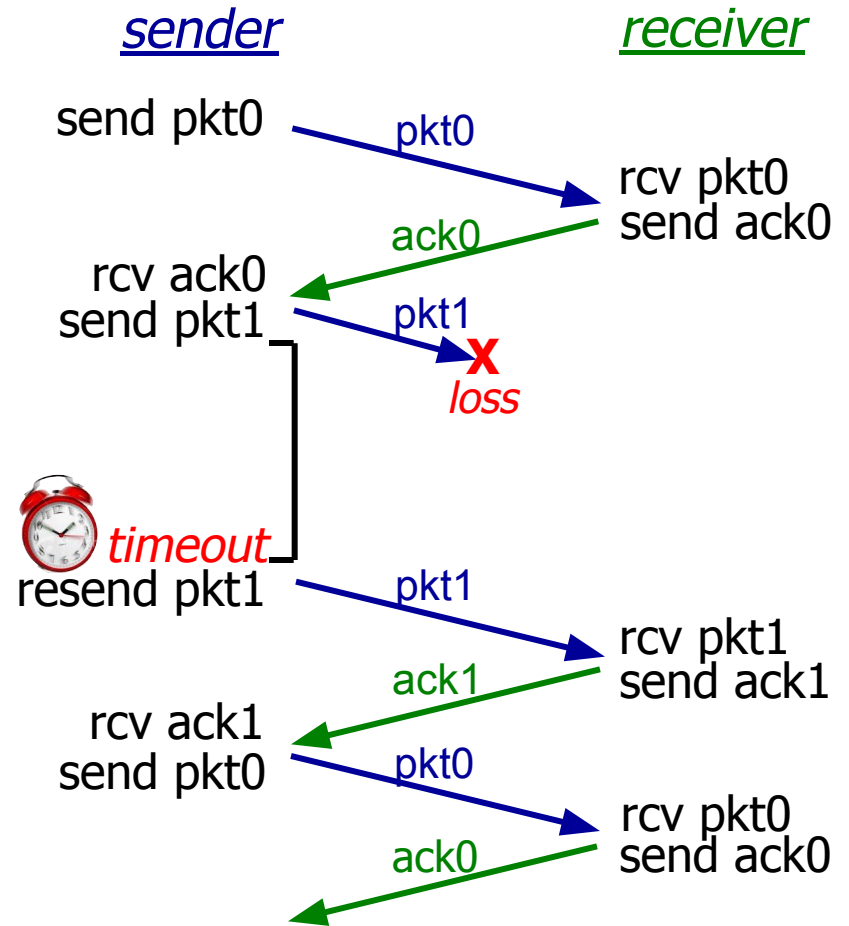 sender
receiver
send pkt0
pkt0
rcv pkt0
send ack0
ack0
rcv ack0
send pkt1
pkt1
X
loss
timeout
resend pkt1
pkt1
rcv pkt1
send ack1
ack1
rcv ack1
send pkt0
pkt0
rcv pkt0
send ack0
ack0